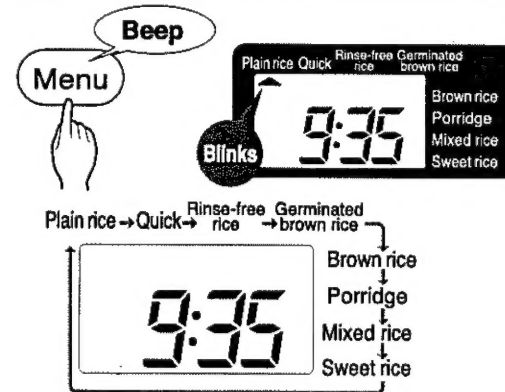 Beep
Menu
Plain rice Quick Rinse-free rice Germinated brown rice
Brown rice
Porridge
Mixed rice
Sweet rice
9:35
Blinks
Plain rice → Quick → Rinse-free rice → Germinated brown rice
Brown rice
Porridge
Mixed rice
Sweet rice
9:35